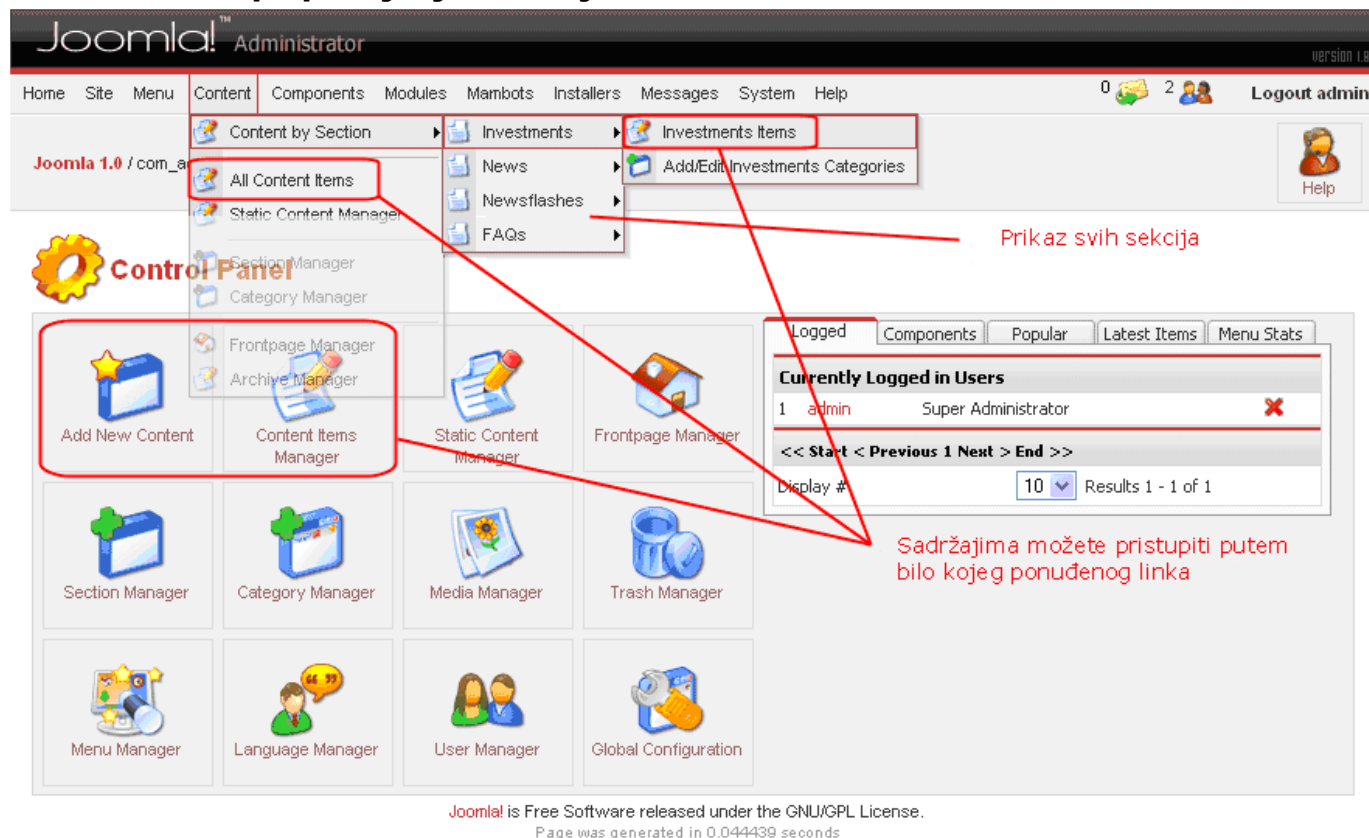 Joomla!™ Administrator
version 1.0
Home Site Menu Content Components Modules Mambots Installers Messages System Help 0 2 Logout admin
Content by Section Investments Investments Items
Joomla 1.0 / com_a
News Add/Edit Investments Categories
All Content Items
Help
Static Content Manager Newsflashes
FAQs Prikaz svih sekcija
Control Panel
Section Manager
Category Manager
Frontpage Manager
Archive Manager
Logged Components Popular Latest Items Menu Stats
Currently Logged in Users
1 admin Super Administrator
<< Start < Previous 1 Next > End >>
Display # 10 Results 1 - 1 of 1
Add New Content
Content Items
Manager
Static Content
Manager
Frontpage Manager
Sadržajima možete pristupiti putem
bilo kojeg ponuđenog linka
Section Manager Category Manager Media Manager Trash Manager
Menu Manager Language Manager User Manager Global Configuration
Joomla! is Free Software released under the GNU/GPL License.
Page was generated in 0.044439 seconds